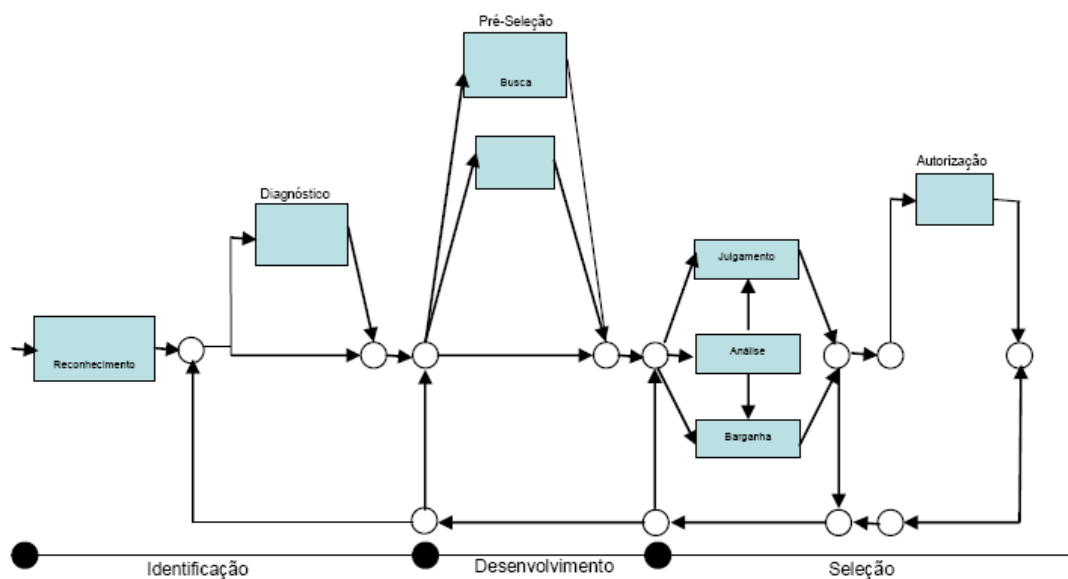 Pré-Seleção
Busca
Autorização
Diagnóstico
Julgamento
Reconhecimento
Análise
Barganha
Identificação
Desenvolvimento
Seleção